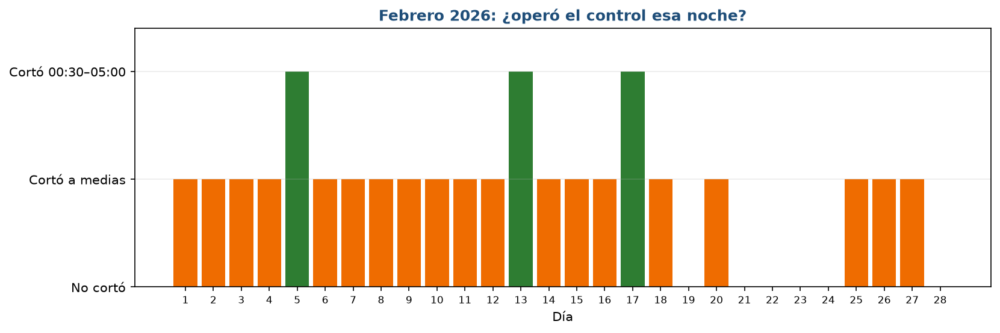 Febrero 2026: ¿operó el control esa noche?
Cortó 00:30–05:00
Cortó a medias
No cortó
1 2 3 4 5 6 7 8 9 10 11 12 13 14 15 16 17 18 19 20 21 22 23 24 25 26 27 28
Día